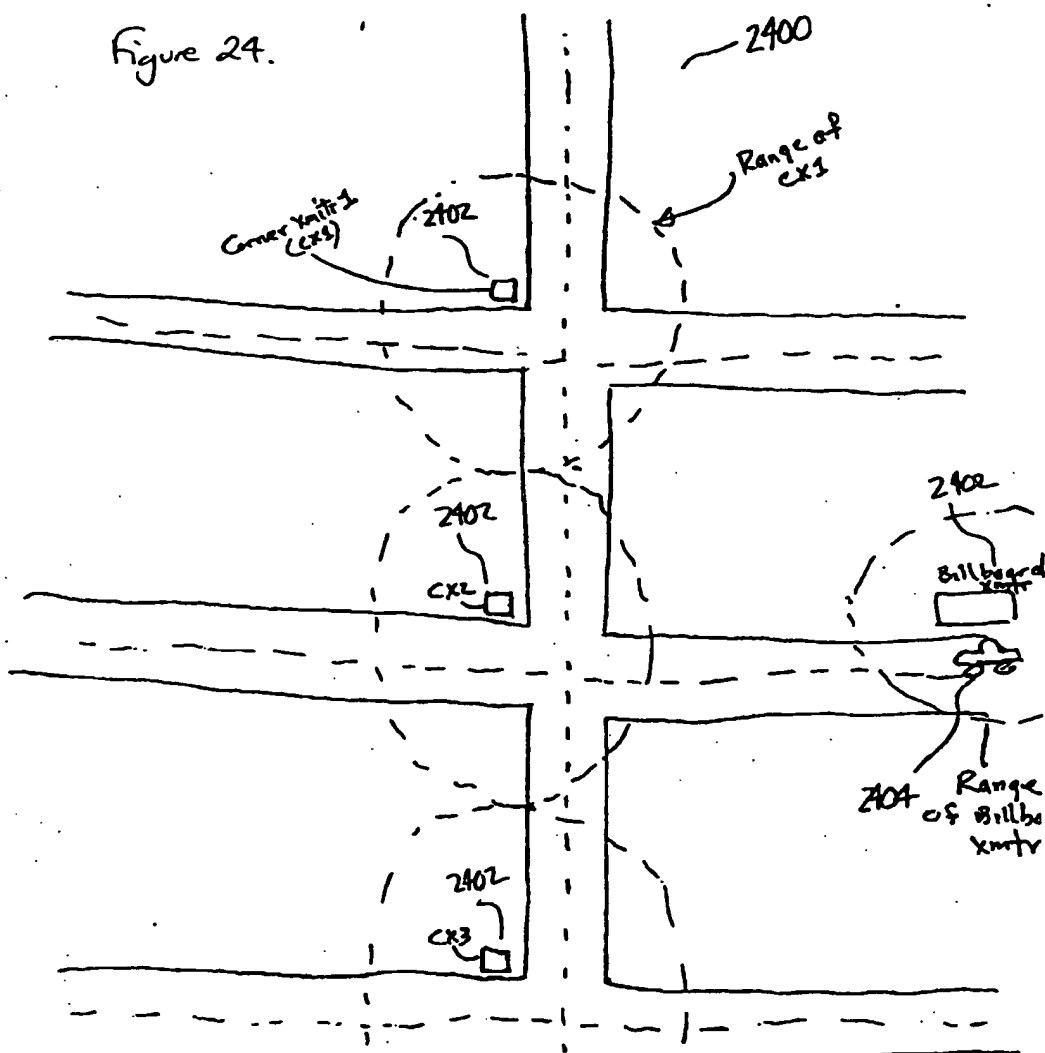 Figure 24.
2400
Range of
CX1
Corner xmitr 1
(CX1)
2402
2402
Billboard
xmtr
2402
CX2
2404
Range
of Billbo
xmtr
2402
CX3